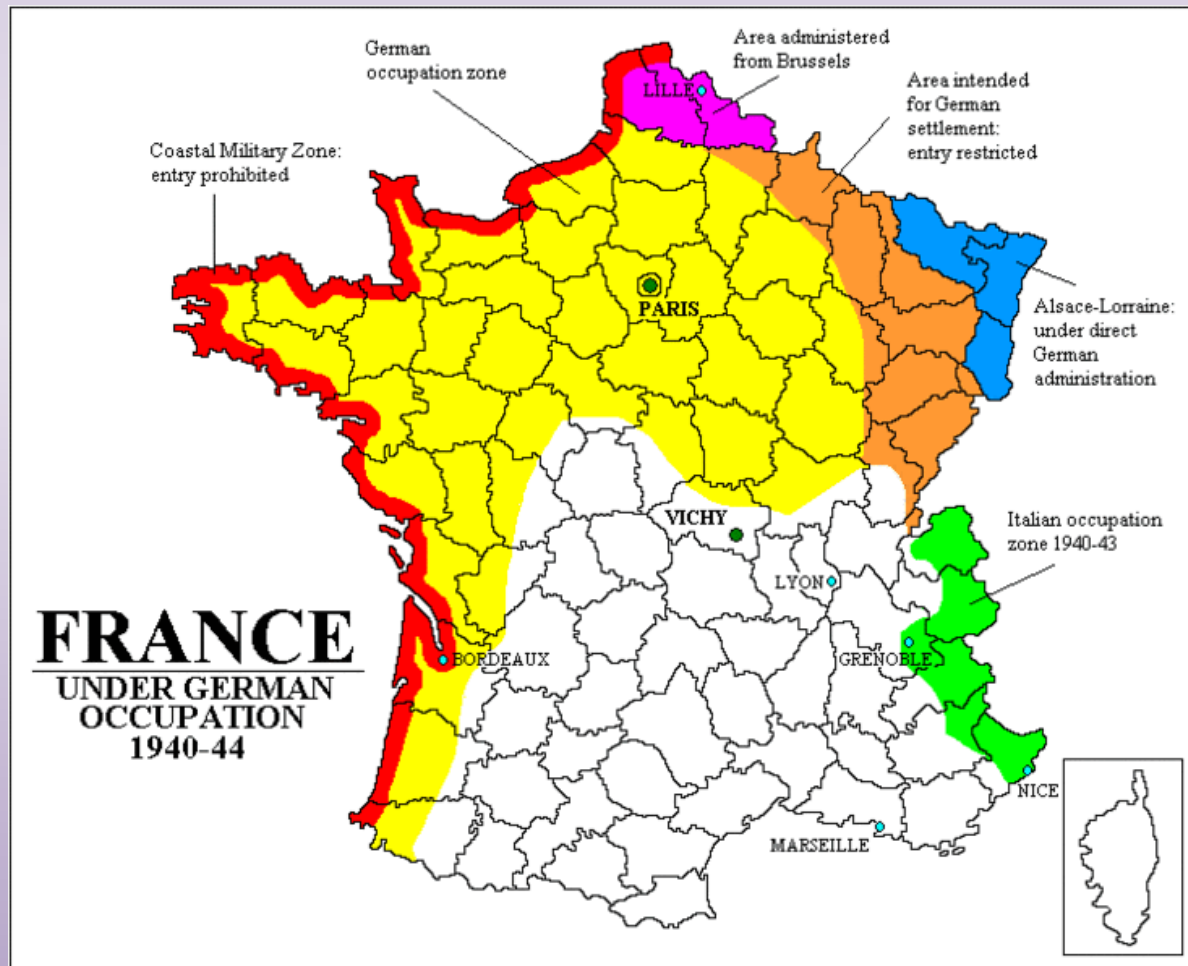 German
occupation zone
Area administered
from Brussels
LILLE
Area intended
for German
settlement:
entry restricted
Coastal Military Zone:
entry prohibited
PARIS
Alsace-Lorraine:
under direct
German
administration
VICHY
Italian occupation
zone 1940-43
LYON
FRANCE
UNDER GERMAN
OCCUPATION
1940-44
BORDEAUX
GRENOBLE
NICE
MARSEILLE